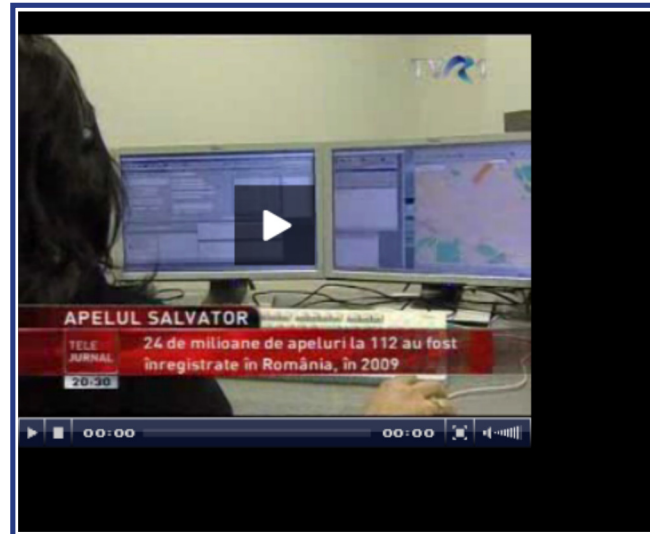 TVR1
APELUL SALVATOR
TELE
JURNAL
24 de milioane de apeluri la 112 au fost
înregistrate în România, în 2009
20:30
00:00
00:00